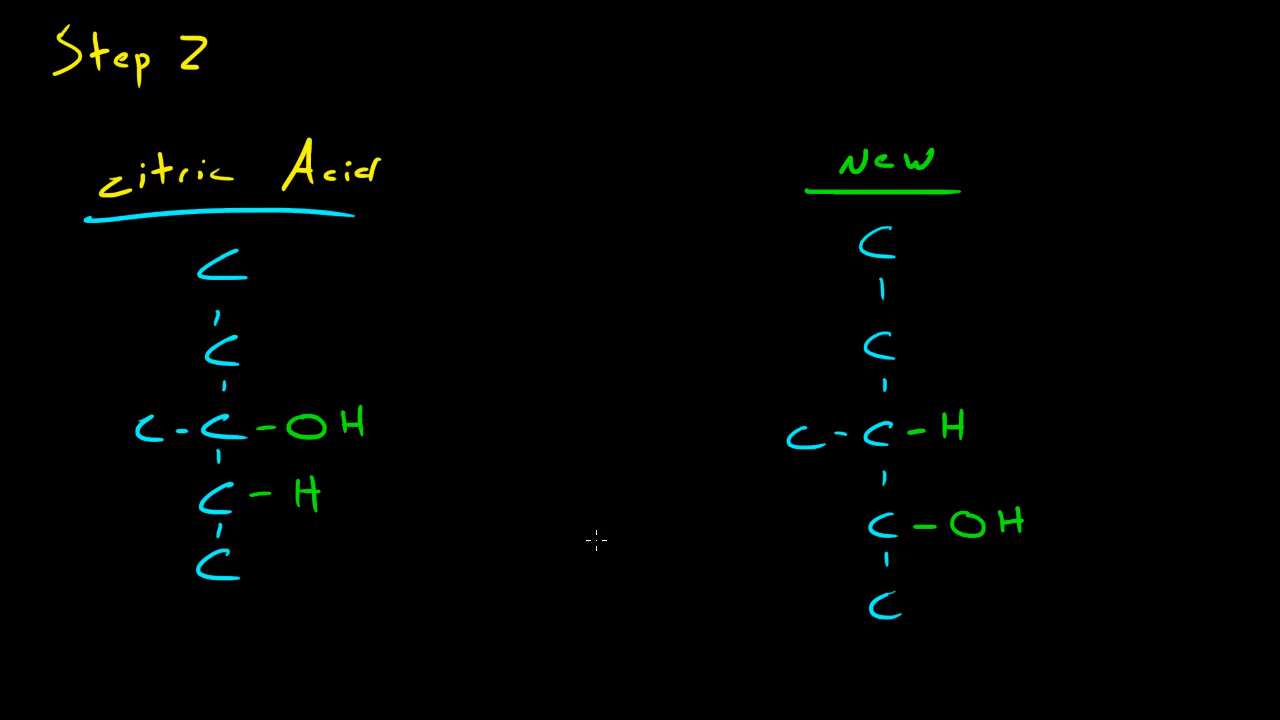 Step 2
Citric Acid
New
C
C
C
C
C-C-OH
C-C-H
C-H
C-OH
C
C